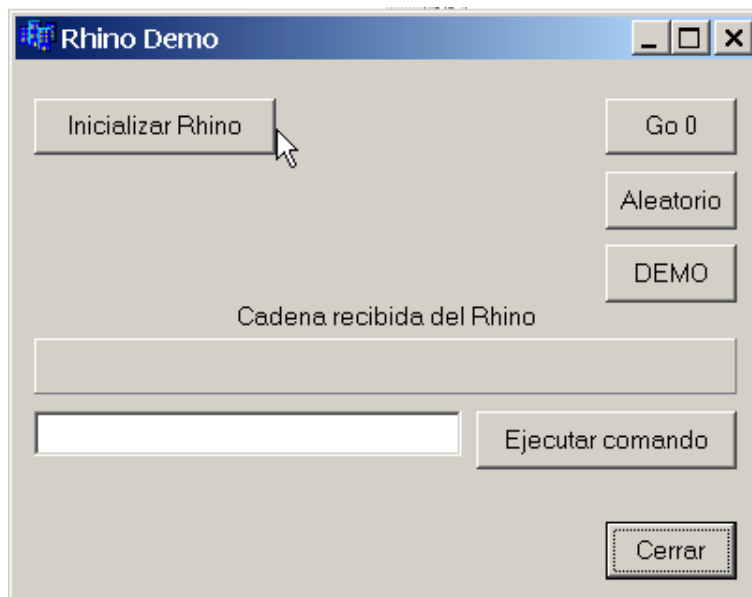 Rhino Demo
Inicializar Rhino
Go 0
Aleatorio
DEMO
Cadena recibida del Rhino
Ejecutar comando
Cerrar